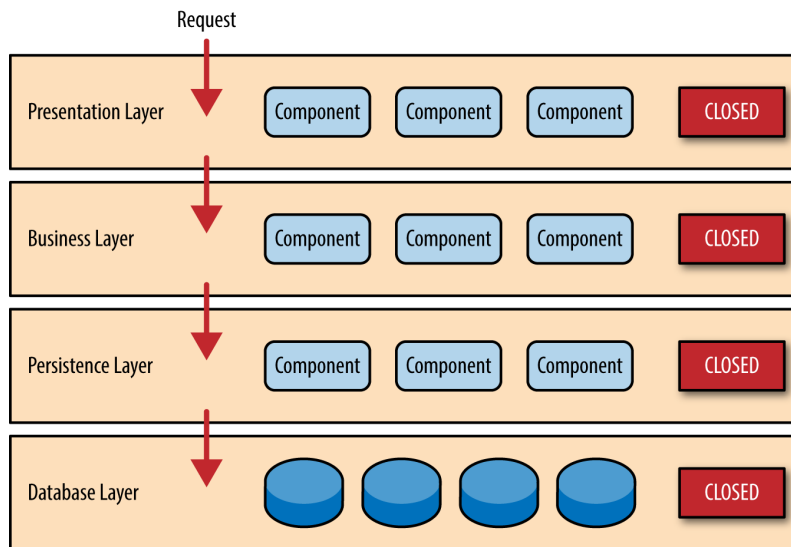 Request
Presentation Layer Component Component Component CLOSED
Business Layer Component Component Component CLOSED
Persistence Layer Component Component Component CLOSED
Database Layer CLOSED